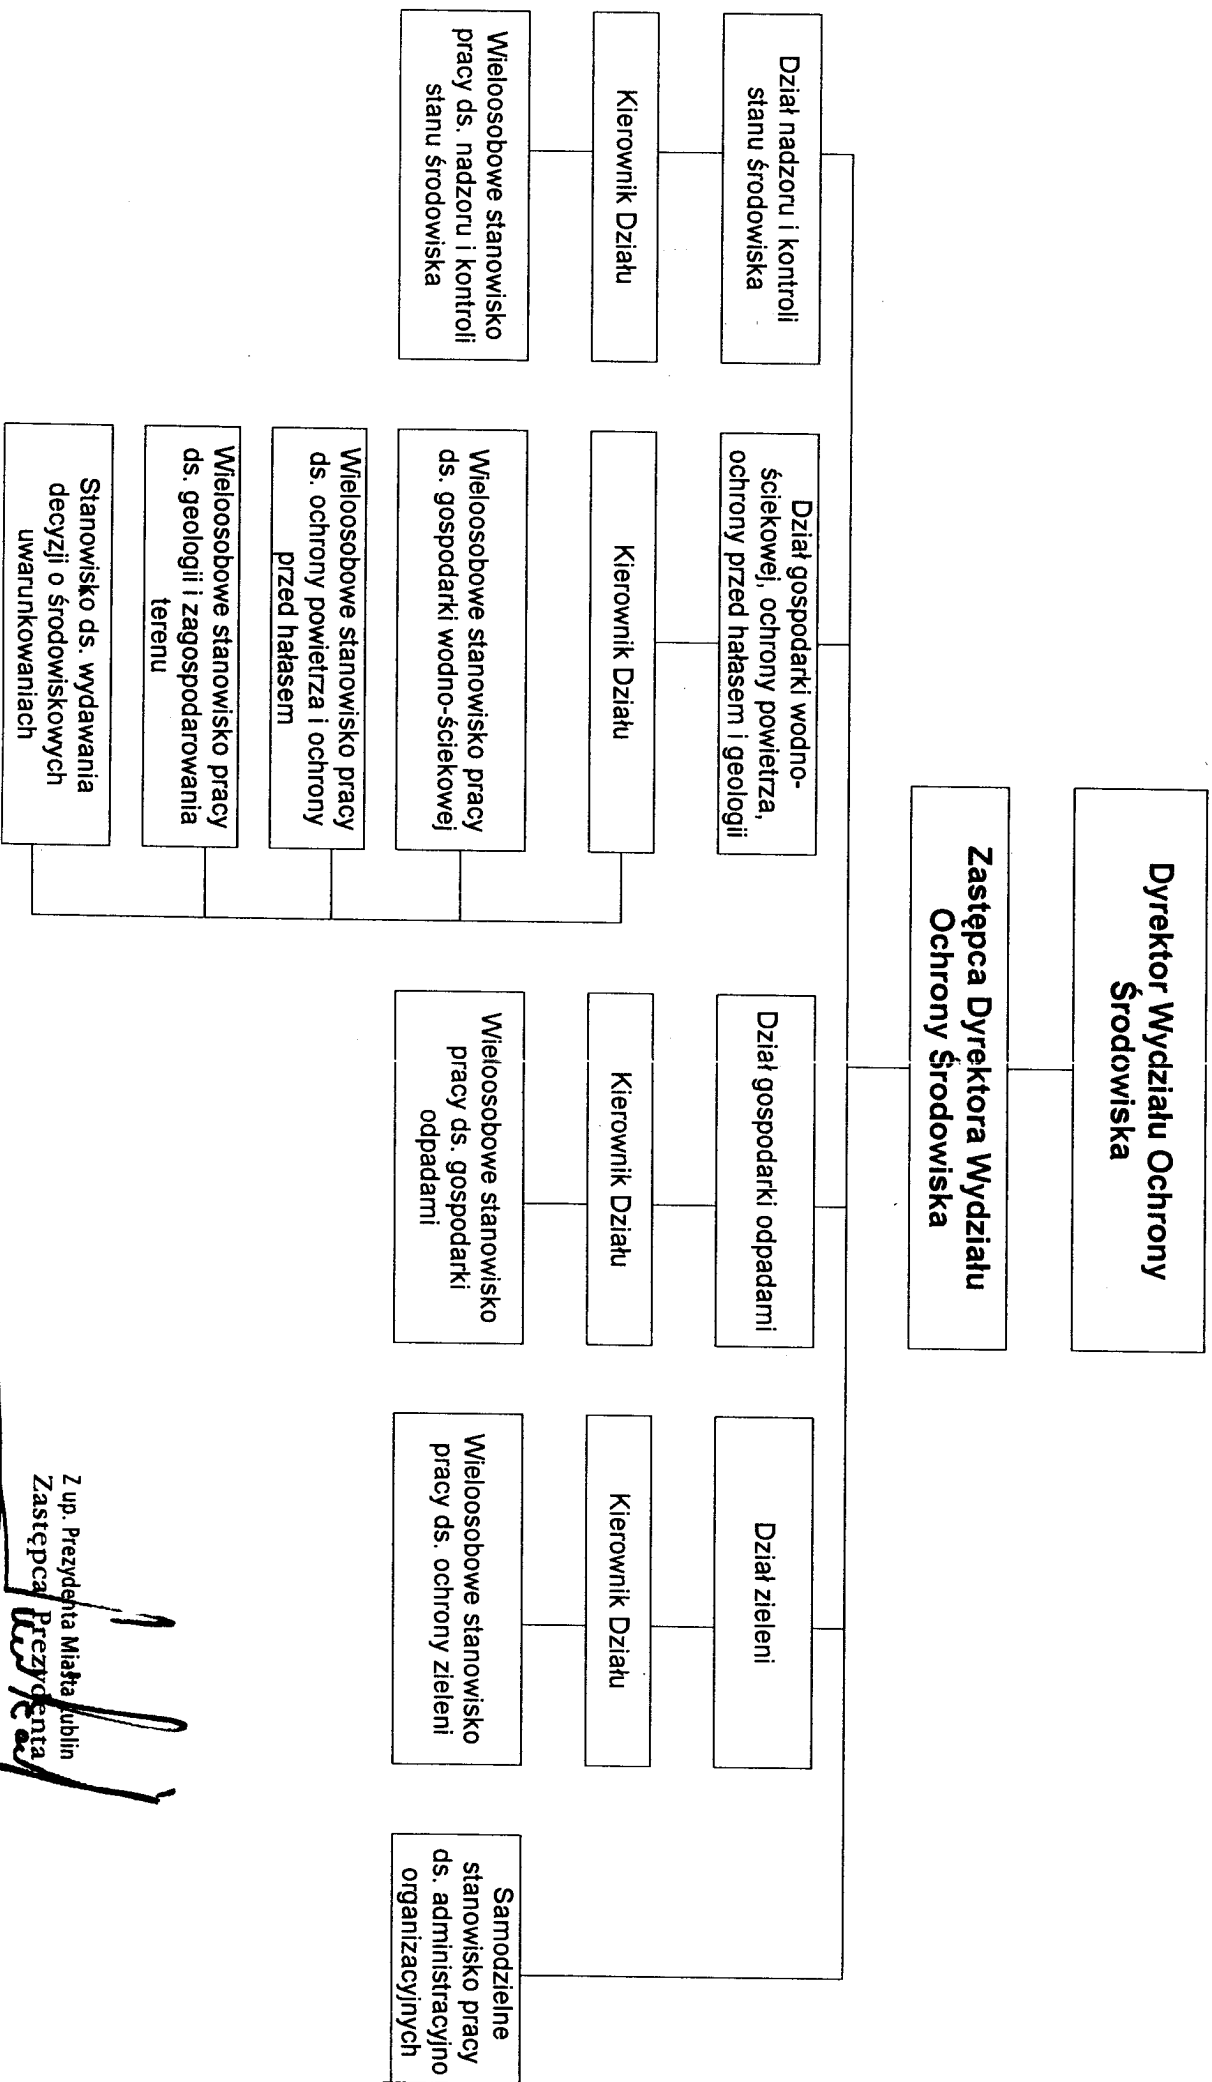 Dyrektor Wydziału Ochrony
Środowiska
Zastępca Dyrektora Wydziału
Ochrony Środowiska
Dział nadzoru i kontroli
stanu środowiska
Kierownik Działu
Wieloosobowe stanowisko
pracy ds. nadzoru i kontroli
stanu środowiska
Dział gospodarki wodno-
ściekowej, ochrony powietrza,
ochrony przed hałasem i geologii
Kierownik Działu
Wieloosobowe stanowisko pracy
ds. gospodarki wodno-ściekowej
Wieloosobowe stanowisko pracy
ds. ochrony powietrza i ochrony
przed hałasem
Wieloosobowe stanowisko pracy
ds. geologii i zagospodarowania
terenu
Stanowisko ds. wydawania
decyzji o środowiskowych
uwarunkowaniach
Dział gospodarki odpadami
Kierownik Działu
Wieloosobowe stanowisko
pracy ds. gospodarki
odpadami
Dział zieleni
Kierownik Działu
Wieloosobowe stanowisko
pracy ds. ochrony zieleni
Samodzielne
stanowisko pracy
ds. administracyjno
organizacyjnych
Z up. Prezydenta Miasta Lublin
Zastępca Prezydenta